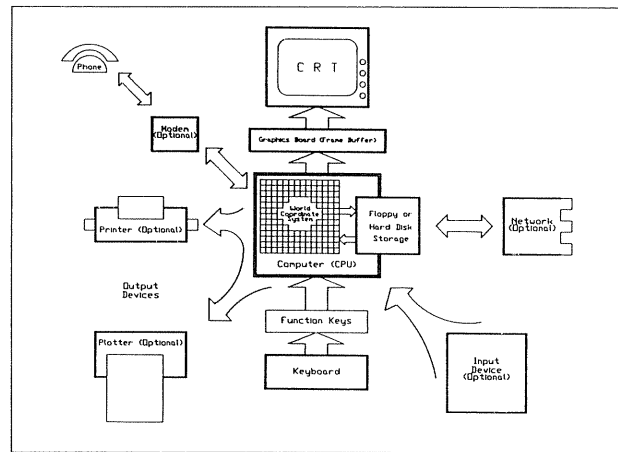 C R T
Phone
Modem
(Optional)
Graphics Board (Frame Buffer)
World
Coordinate
System
Floppy or
Hard Disk
Storage
Computer (CPU)
Network
(Optional)
Printer (Optional)
Output
Devices
Function Keys
Plotter (Optional)
Keyboard
Input
Device
(Optional)